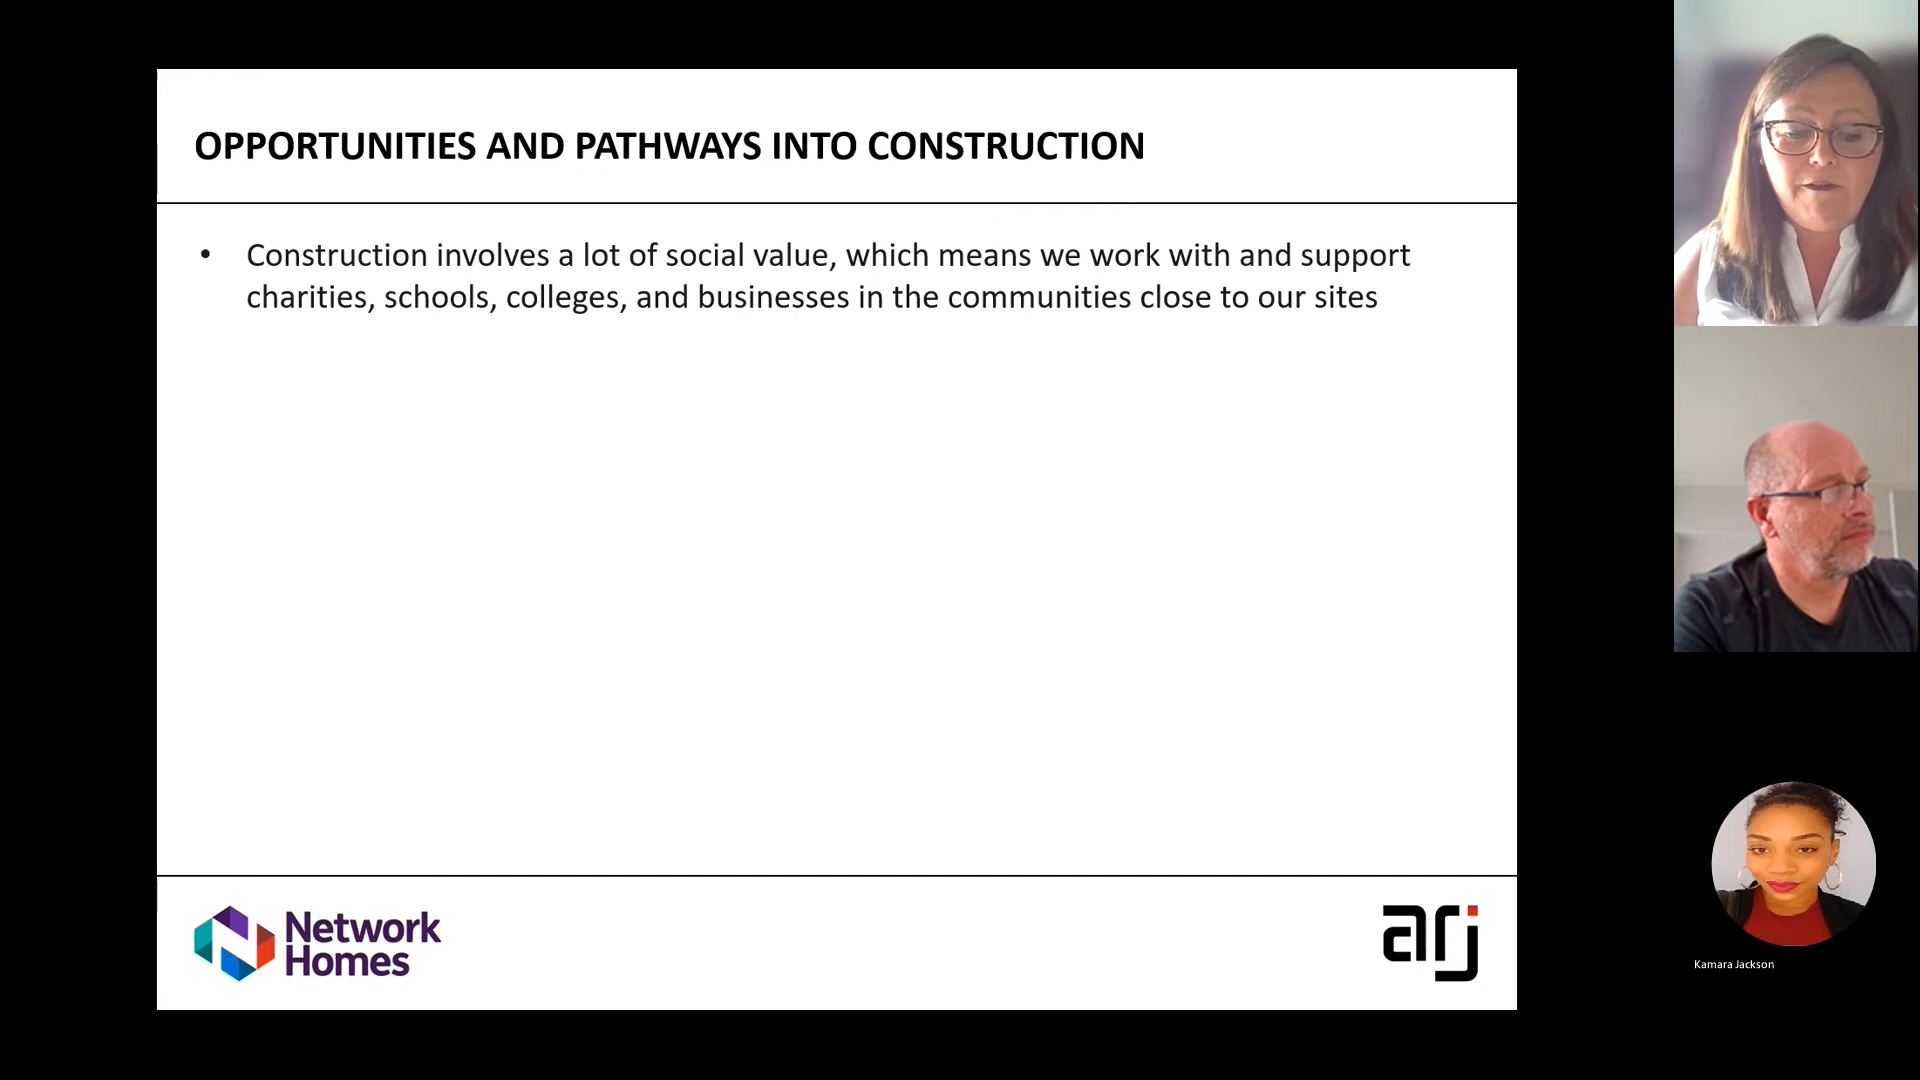 OPPORTUNITIES AND PATHWAYS INTO CONSTRUCTION
• Construction involves a lot of social value, which means we work with and support
charities, schools, colleges, and businesses in the communities close to our sites
Network
Homes
arj
Kamara Jackson